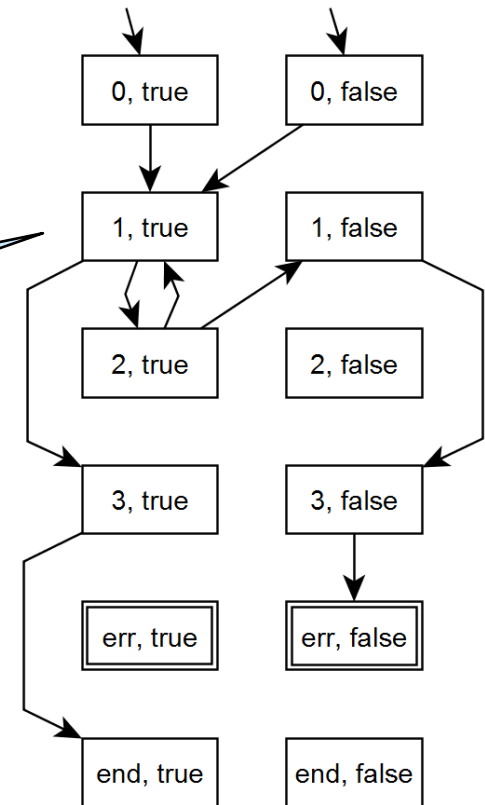 0, true
0, false
1, true
1, false
2, true
2, false
3, true
3, false
err, true
err, false
end, true
end, false